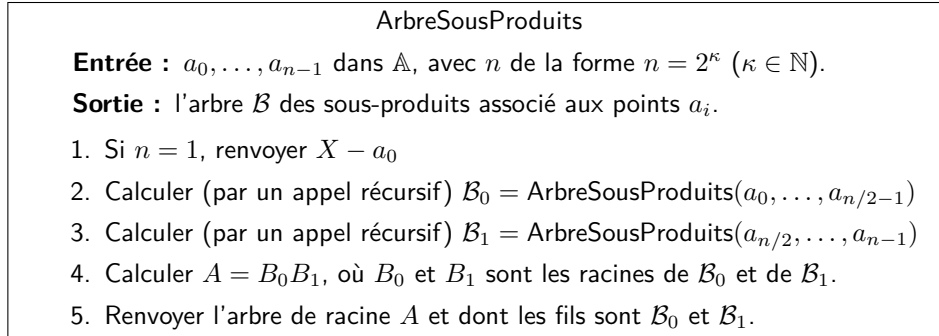 ArbreSousProduits
Entrée : a₀, . . . , aₙ₋₁ dans 𝔸, avec n de la forme n = 2^κ (κ ∈ ℕ).
Sortie : l'arbre ℬ des sous-produits associé aux points aᵢ.
1. Si n = 1, renvoyer X − a₀
2. Calculer (par un appel récursif) ℬ₀ = ArbreSousProduits(a₀, . . . , a_{n/2−1})
3. Calculer (par un appel récursif) ℬ₁ = ArbreSousProduits(a_{n/2}, . . . , aₙ₋₁)
4. Calculer A = B₀B₁, où B₀ et B₁ sont les racines de ℬ₀ et de ℬ₁.
5. Renvoyer l'arbre de racine A et dont les fils sont ℬ₀ et ℬ₁.